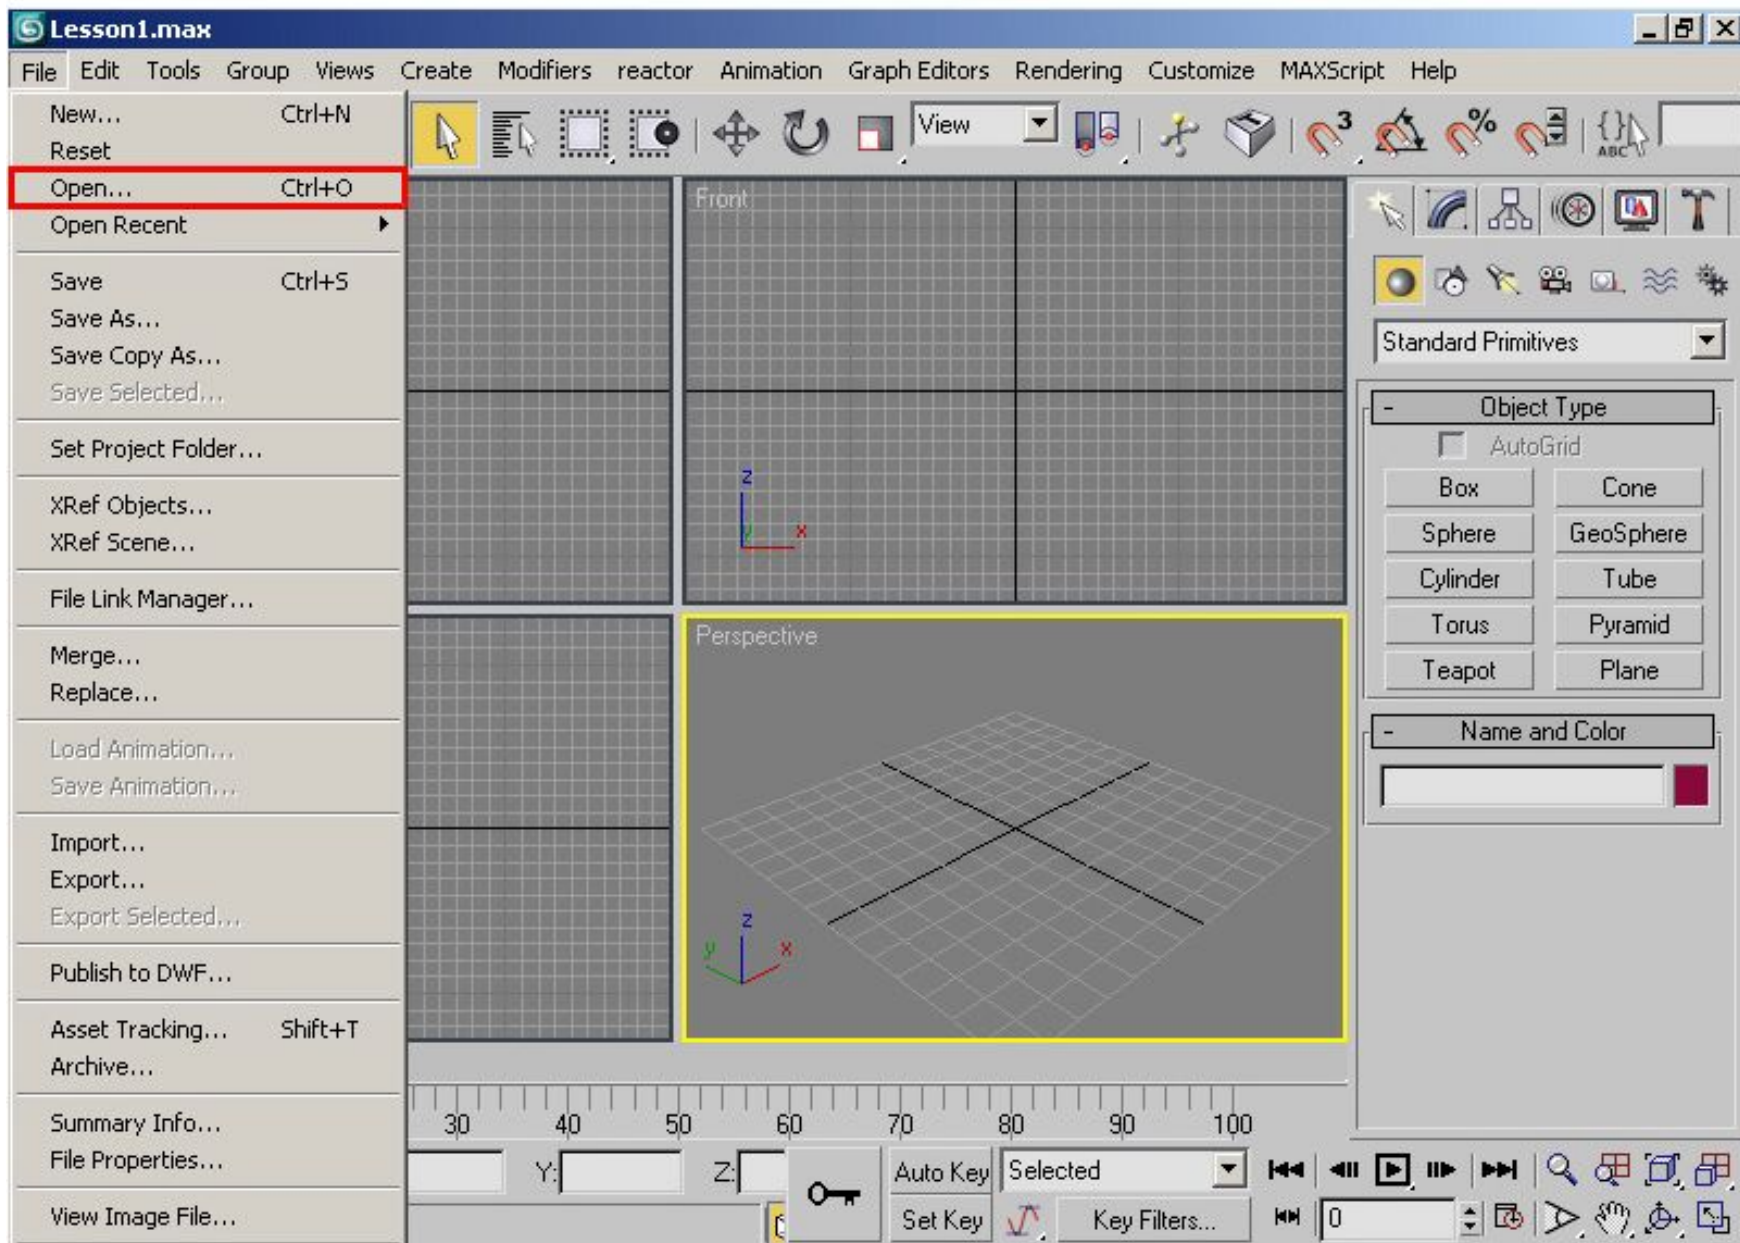 Lesson1.max
File Edit Tools Group Views Create Modifiers reactor Animation Graph Editors Rendering Customize MAXScript Help
New... Ctrl+N
Reset
Open... Ctrl+O
Open Recent
Save Ctrl+S
Save As...
Save Copy As...
Save Selected...
Set Project Folder...
XRef Objects...
XRef Scene...
File Link Manager...
Merge...
Replace...
Load Animation...
Save Animation...
Import...
Export...
Export Selected...
Publish to DWF...
Asset Tracking... Shift+T
Archive...
Summary Info...
File Properties...
View Image File...
View
3
%
ABC
Front
z
y x
Perspective
z
y x
Standard Primitives
- Object Type
AutoGrid
Box Cone
Sphere GeoSphere
Cylinder Tube
Torus Pyramid
Teapot Plane
- Name and Color
30 40 50 60 70 80 90 100
Y: Z: Auto Key Selected
Set Key Key Filters... 0